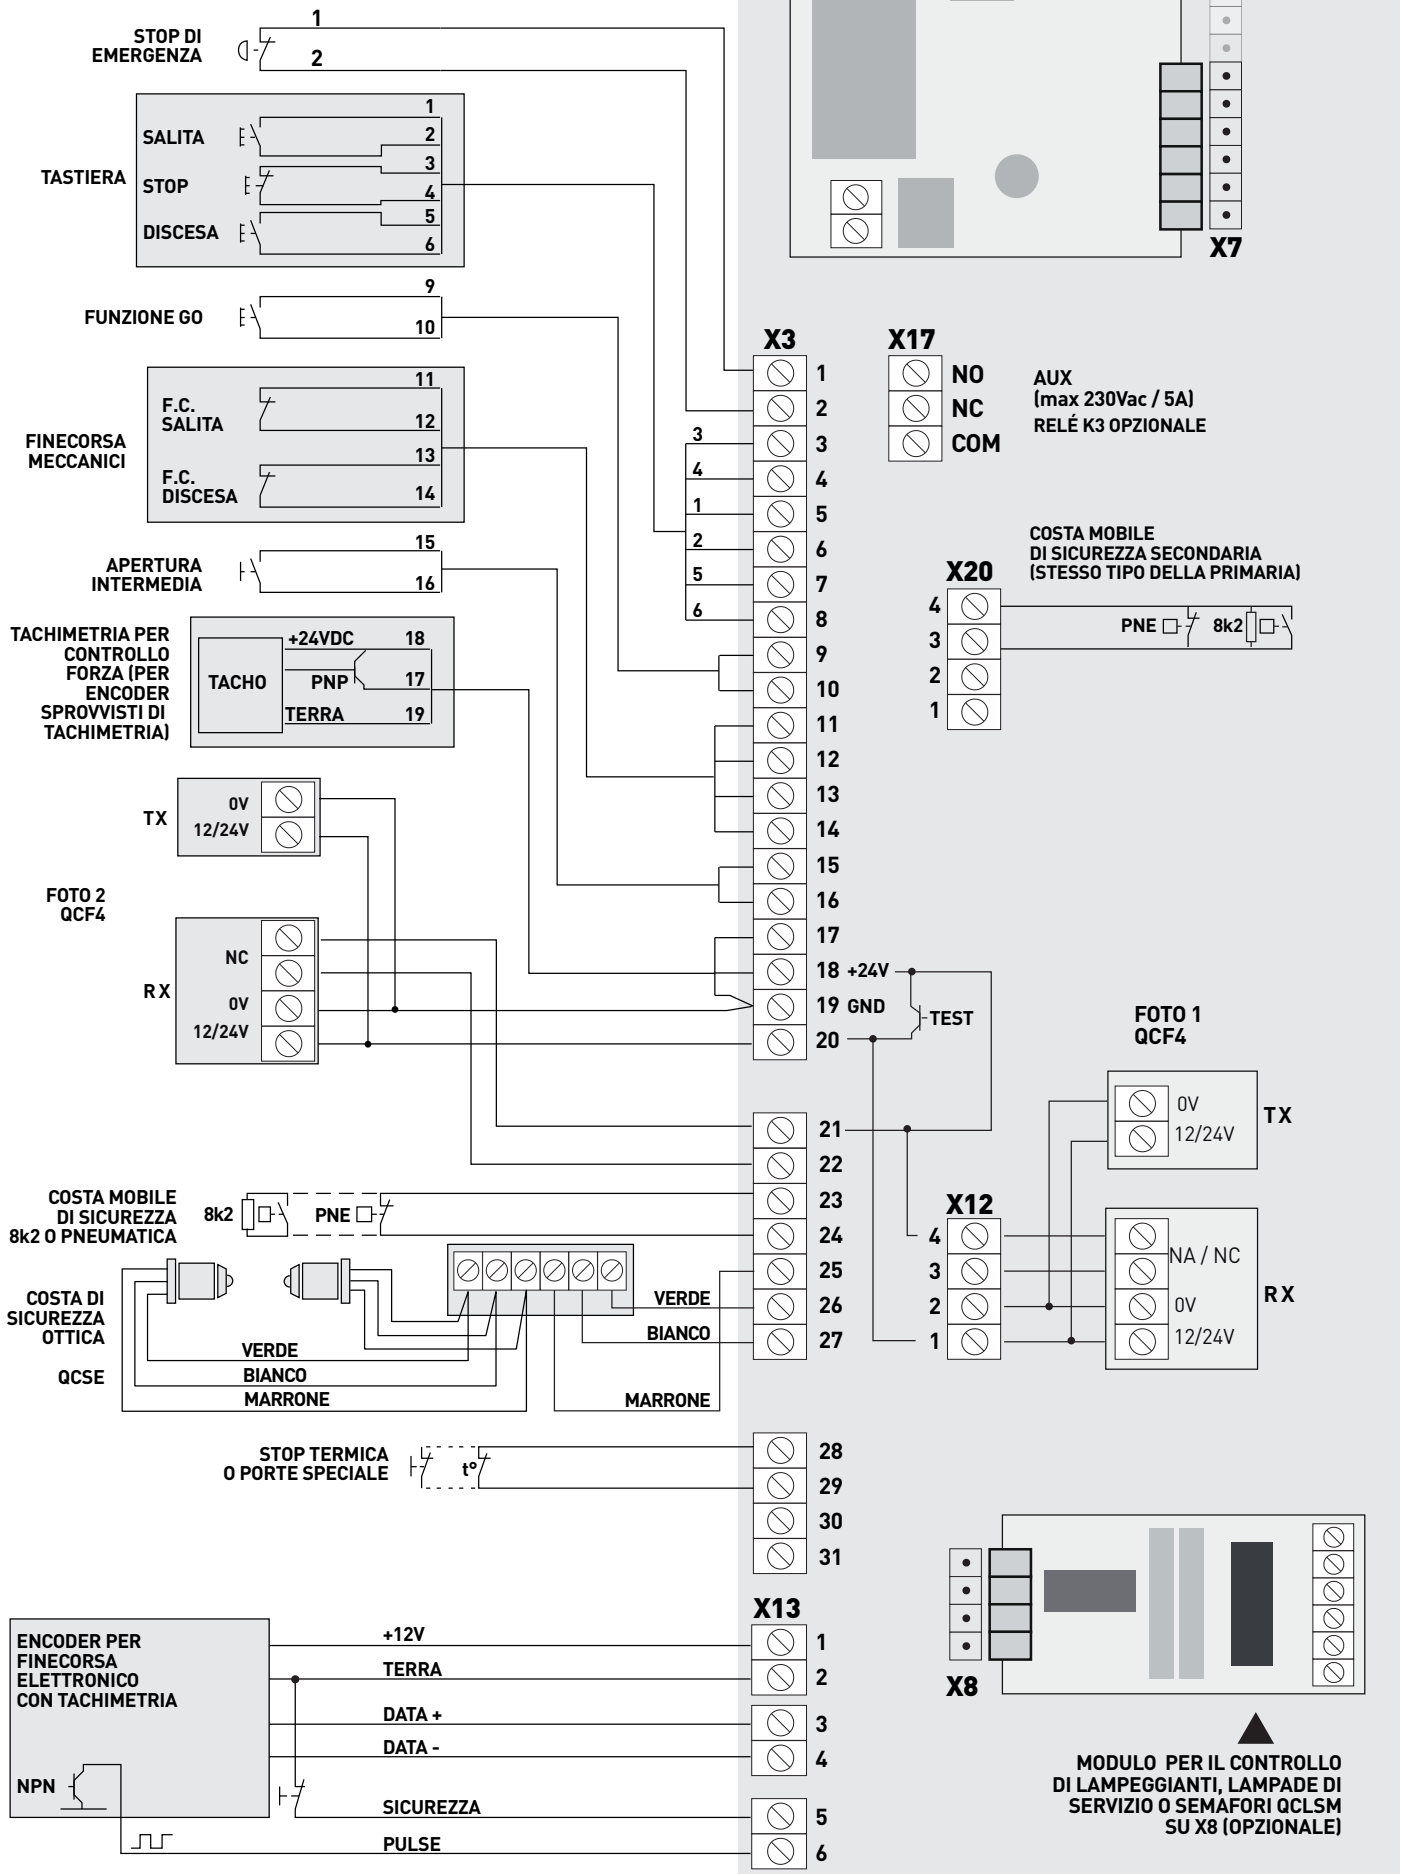 1
STOP DI
EMERGENZA
2
TASTIERA
SALITA
1
2
STOP
3
4
DISCESA
5
6
X7
FUNZIONE GO
9
10
FINECORSA
MECCANICI
F.C.
SALITA
11
12
F.C.
DISCESA
13
14
APERTURA
INTERMEDIA
15
16
TACHIMETRIA PER
CONTROLLO
FORZA (PER
ENCODER
SPROVVISTI DI
TACHIMETRIA)
TACHO
+24VDC 18
PNP 17
TERRA 19
TX
0V
12/24V
FOTO 2
QCF4
RX
NC
0V
12/24V
COSTA MOBILE
DI SICUREZZA
8k2 O PNEUMATICA
8k2
PNE
COSTA DI
SICUREZZA
OTTICA
QCSE
VERDE
BIANCO
MARRONE
VERDE
BIANCO
MARRONE
STOP TERMICA
O PORTE SPECIALE
t°
X3
1
2
3
3
4
4
1
5
2
6
5
7
6
8
9
10
11
12
13
14
15
16
17
18 +24V
19 GND
20
TEST
21
22
23
24
25
26
27
28
29
30
31
X17
NO
NC
COM
AUX
(max 230Vac / 5A)
RELÉ K3 OPZIONALE
COSTA MOBILE
DI SICUREZZA SECONDARIA
(STESSO TIPO DELLA PRIMARIA)
X20
4
3
2
1
PNE
8k2
FOTO 1
QCF4
0V
12/24V
TX
X12
4
3
2
1
NA / NC
0V
12/24V
RX
ENCODER PER
FINECORSA
ELETTRONICO
CON TACHIMETRIA
NPN
X13
+12V
1
TERRA
2
DATA +
3
DATA -
4
SICUREZZA
5
PULSE
6
X8
MODULO PER IL CONTROLLO
DI LAMPEGGIANTI, LAMPADE DI
SERVIZIO O SEMAFORI QCLSM
SU X8 (OPZIONALE)